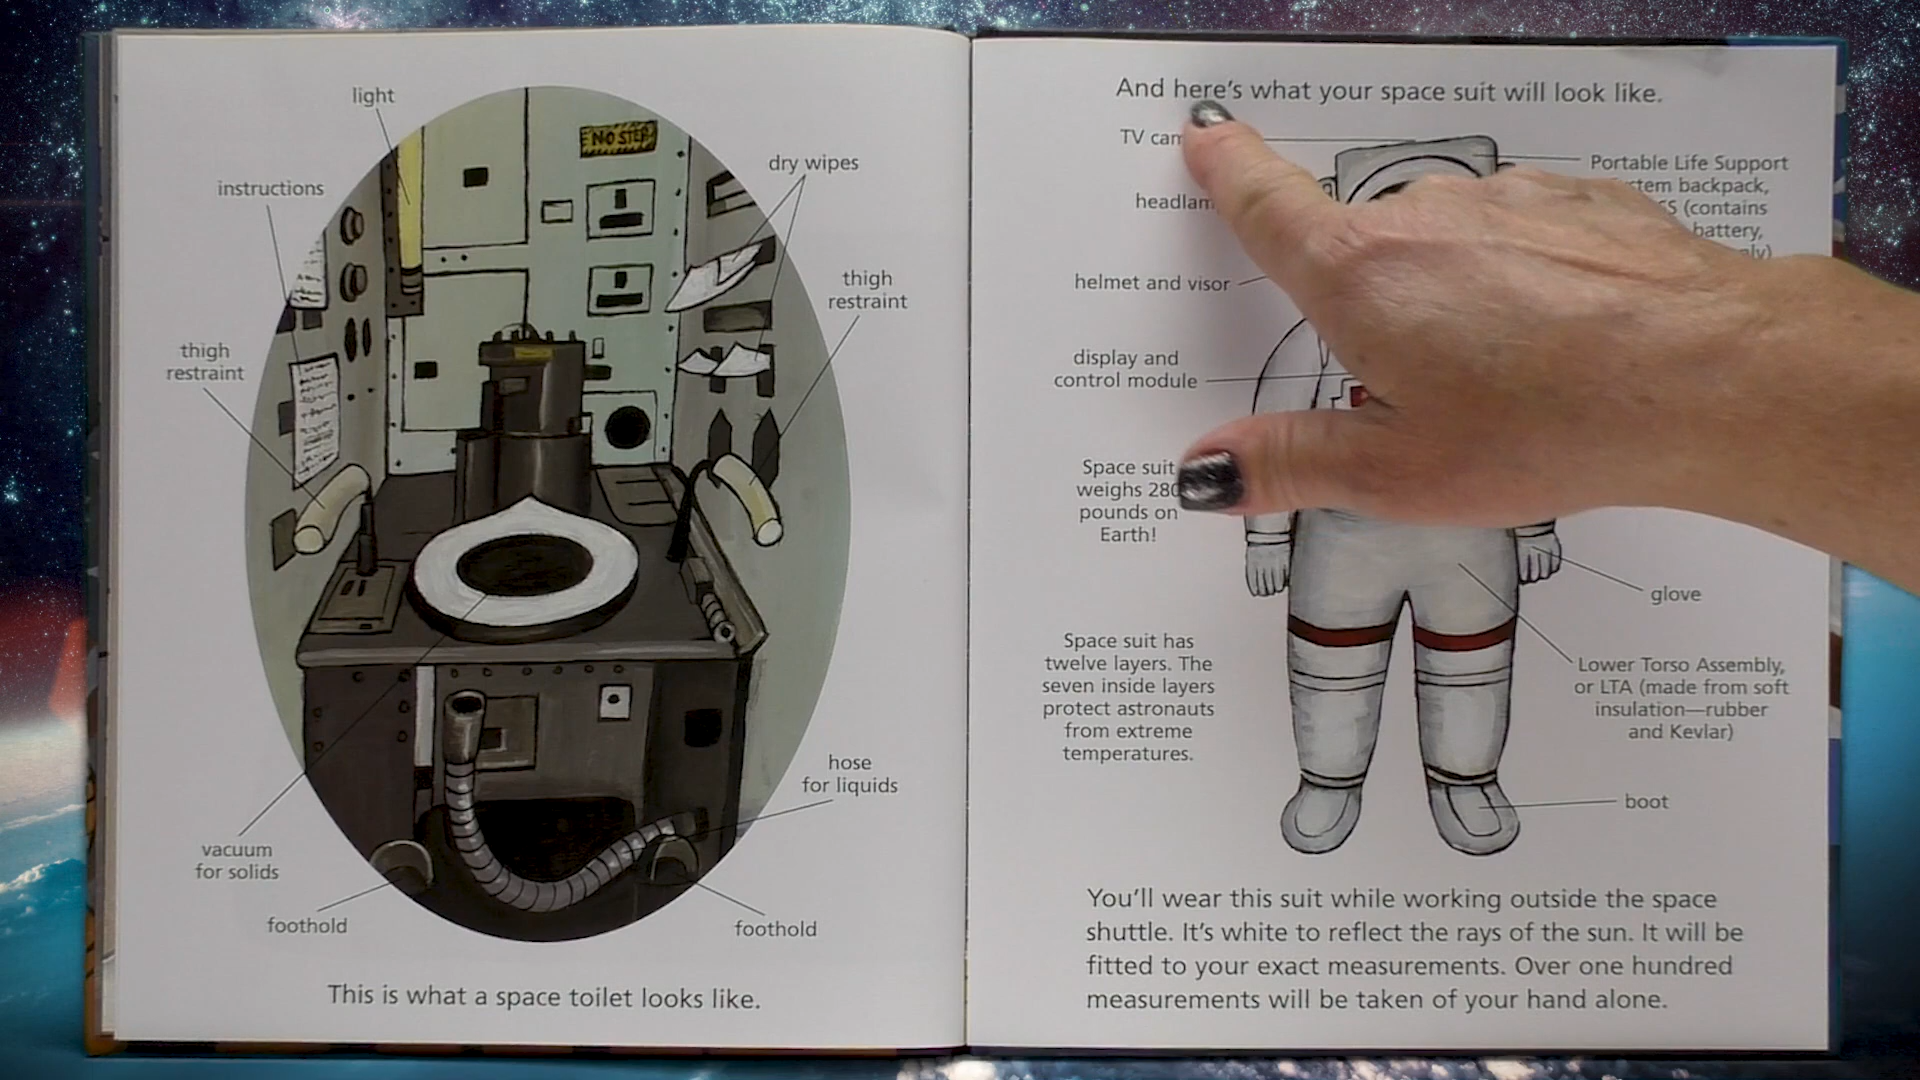 light
NO STEP
instructions
dry wipes
thigh
restraint
thigh
restraint
hose
for liquids
vacuum
for solids
foothold
foothold
This is what a space toilet looks like.
And here's what your space suit will look like.
TV
Portable Life Support
backpack,
(contains
battery,
helmet and visor
display and
control module
Space suit
weighs
pounds on
Earth!
glove
Space suit has
twelve layers. The
seven inside layers
protect astronauts
from extreme
temperatures.
Lower Torso Assembly,
or LTA (made from soft
insulation—rubber
and Kevlar)
boot
You'll wear this suit while working outside the space
shuttle. It's white to reflect the rays of the sun. It will be
fitted to your exact measurements. Over one hundred
measurements will be taken of your hand alone.